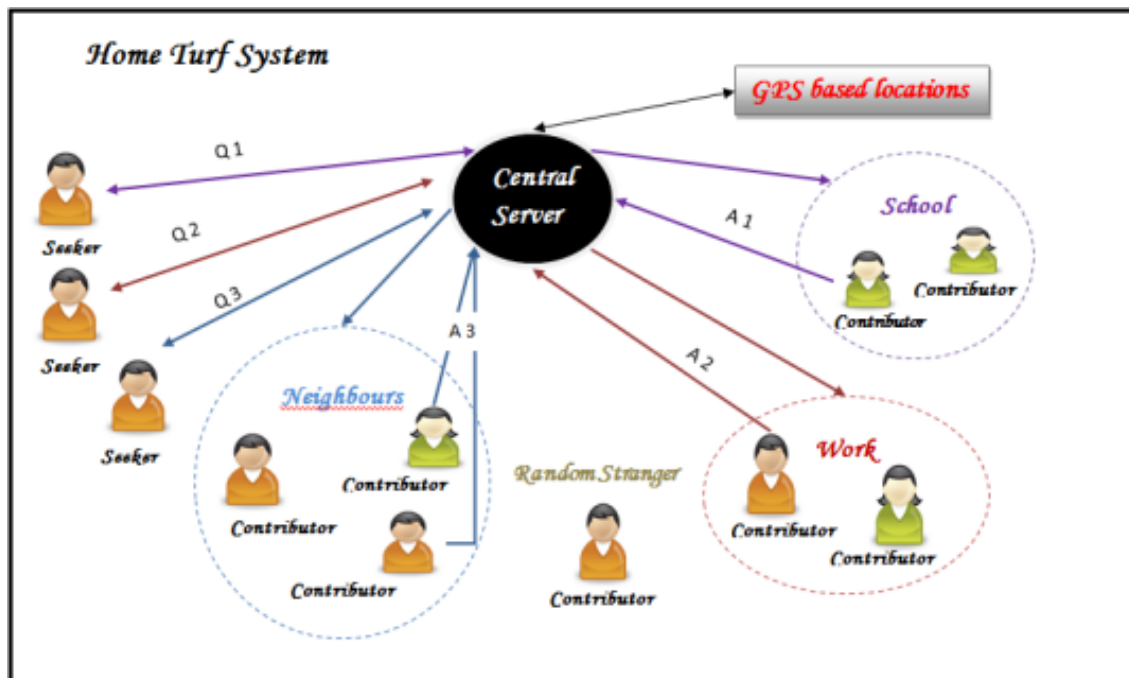 Home Turf System
GPS based locations
Q 1
Central
Server
School
Seeker
Q 2
A 1
Contributor
Contributor
Seeker
Q 3
A 3
A 2
Neighbours
Seeker
Work
Contributor
Random Stranger
Contributor
Contributor
Contributor
Contributor
Contributor